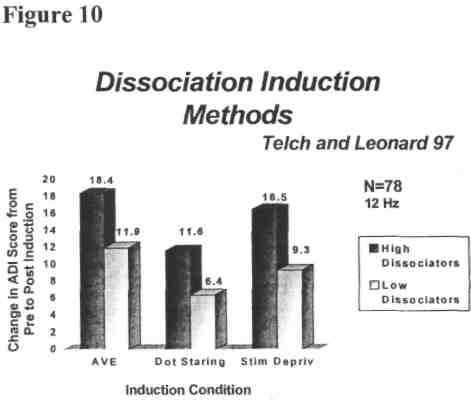 Figure 10
Dissociation Induction
Methods
Telch and Leonard 97
N=78
12 Hz
Change in ADI Score from
Pre to Post Induction
20
18
16
14
12
10
8
6
4
2
0
18.4
11.9
11.6
6.4
16.5
9.3
AVE
Dot Staring
Stim Depriv
Induction Condition
High
Dissociators
Low
Dissociators